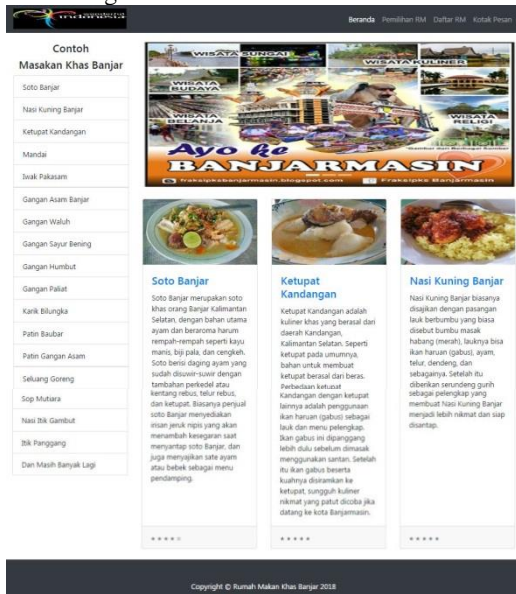 wonderful
indonesia
Beranda Pemilihan RM Daftar RM Kotak Pesan
Contoh
Masakan Khas Banjar
Soto Banjar
Nasi Kuning Banjar
Ketupat Kandangan
Mandai
Iwak Pakasam
Gangan Asam Banjar
Gangan Waluh
Gangan Sayur Bening
Gangan Humbut
Gangan Paliat
Karik Bilungka
Patin Baubar
Patin Gangan Asam
Seluang Goreng
Sop Mutiara
Nasi Itik Gambut
Itik Panggang
Dan Masih Banyak Lagi
WISATA SUNGAI
WISATA KULINER
WISATA
BUDAYA
WISATA
BELANJA
WISATA
RELIGI
Ayo ke
BANJARMASIN
fraksipksbanjarmasin.blogspot.com
Fraksipks Banjarmasin
Soto Banjar
Soto Banjar merupakan soto
khas orang Banjar Kalimantan
Selatan, dengan bahan utama
ayam dan beraroma harum
rempah-rempah seperti kayu
manis, biji pala, dan cengkeh.
Soto berisi daging ayam yang
sudah disuwir-suwir dengan
tambahan perkedel atau
kentang rebus, telur rebus,
dan ketupat. Biasanya penjual
soto Banjar menyediakan
irisan jeruk nipis yang akan
menambah kesegaran saat
menyantap soto Banjar, dan
juga menyajikan sate ayam
atau bebek sebagai menu
pendamping.
Ketupat
Kandangan
Ketupat Kandangan adalah
kuliner khas yang berasal dari
daerah Kandangan,
Kalimantan Selatan. Seperti
ketupat pada umumnya,
bahan untuk membuat
ketupat berasal dari beras.
Perbedaan ketupat
Kandangan dengan ketupat
lainnya adalah penggunaan
ikan haruan (gabus) sebagai
lauk dan menu pelengkap.
Ikan gabus ini dipanggang
lebih dulu sebelum dimasak
menggunakan santan. Setelah
itu ikan gabus beserta
kuahnya disiramkan ke
ketupat, sungguh kuliner
nikmat yang patut dicoba jika
datang ke kota Banjarmasin.
Nasi Kuning Banjar
Nasi Kuning Banjar biasanya
disajikan dengan pasangan
lauk berbumbu yang biasa
disebut bumbu masak
habang (merah), lauknya bisa
ikan haruan (gabus), ayam,
telur, dendeng, dan
sebagainya. Setelah itu
diberikan serundeng gurih
sebagai pelengkap yang
membuat Nasi Kuning Banjar
menjadi lebih nikmat dan siap
disantap.
Copyright © Rumah Makan Khas Banjar 2018